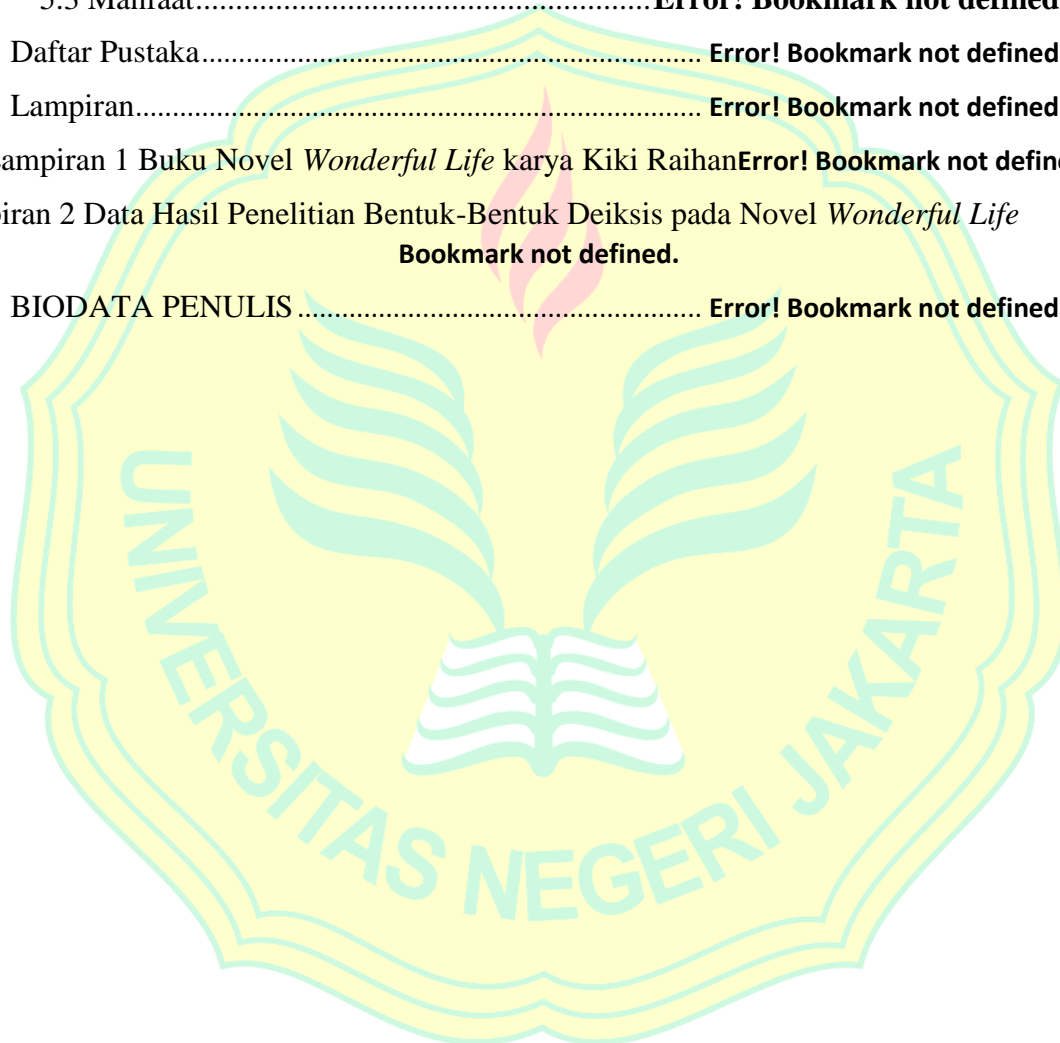 5.3 Manfaat............................................................Error! Bookmark not defined
Daftar Pustaka................................................................... Error! Bookmark not defined
Lampiran............................................................................ Error! Bookmark not defined
ampiran 1 Buku Novel Wonderful Life karya Kiki RaihanError! Bookmark not define
iran 2 Data Hasil Penelitian Bentuk-Bentuk Deiksis pada Novel Wonderful Life
Bookmark not defined.
BIODATA PENULIS...................................................... Error! Bookmark not defined
UNIVERSITAS NEGERI JAKARTA